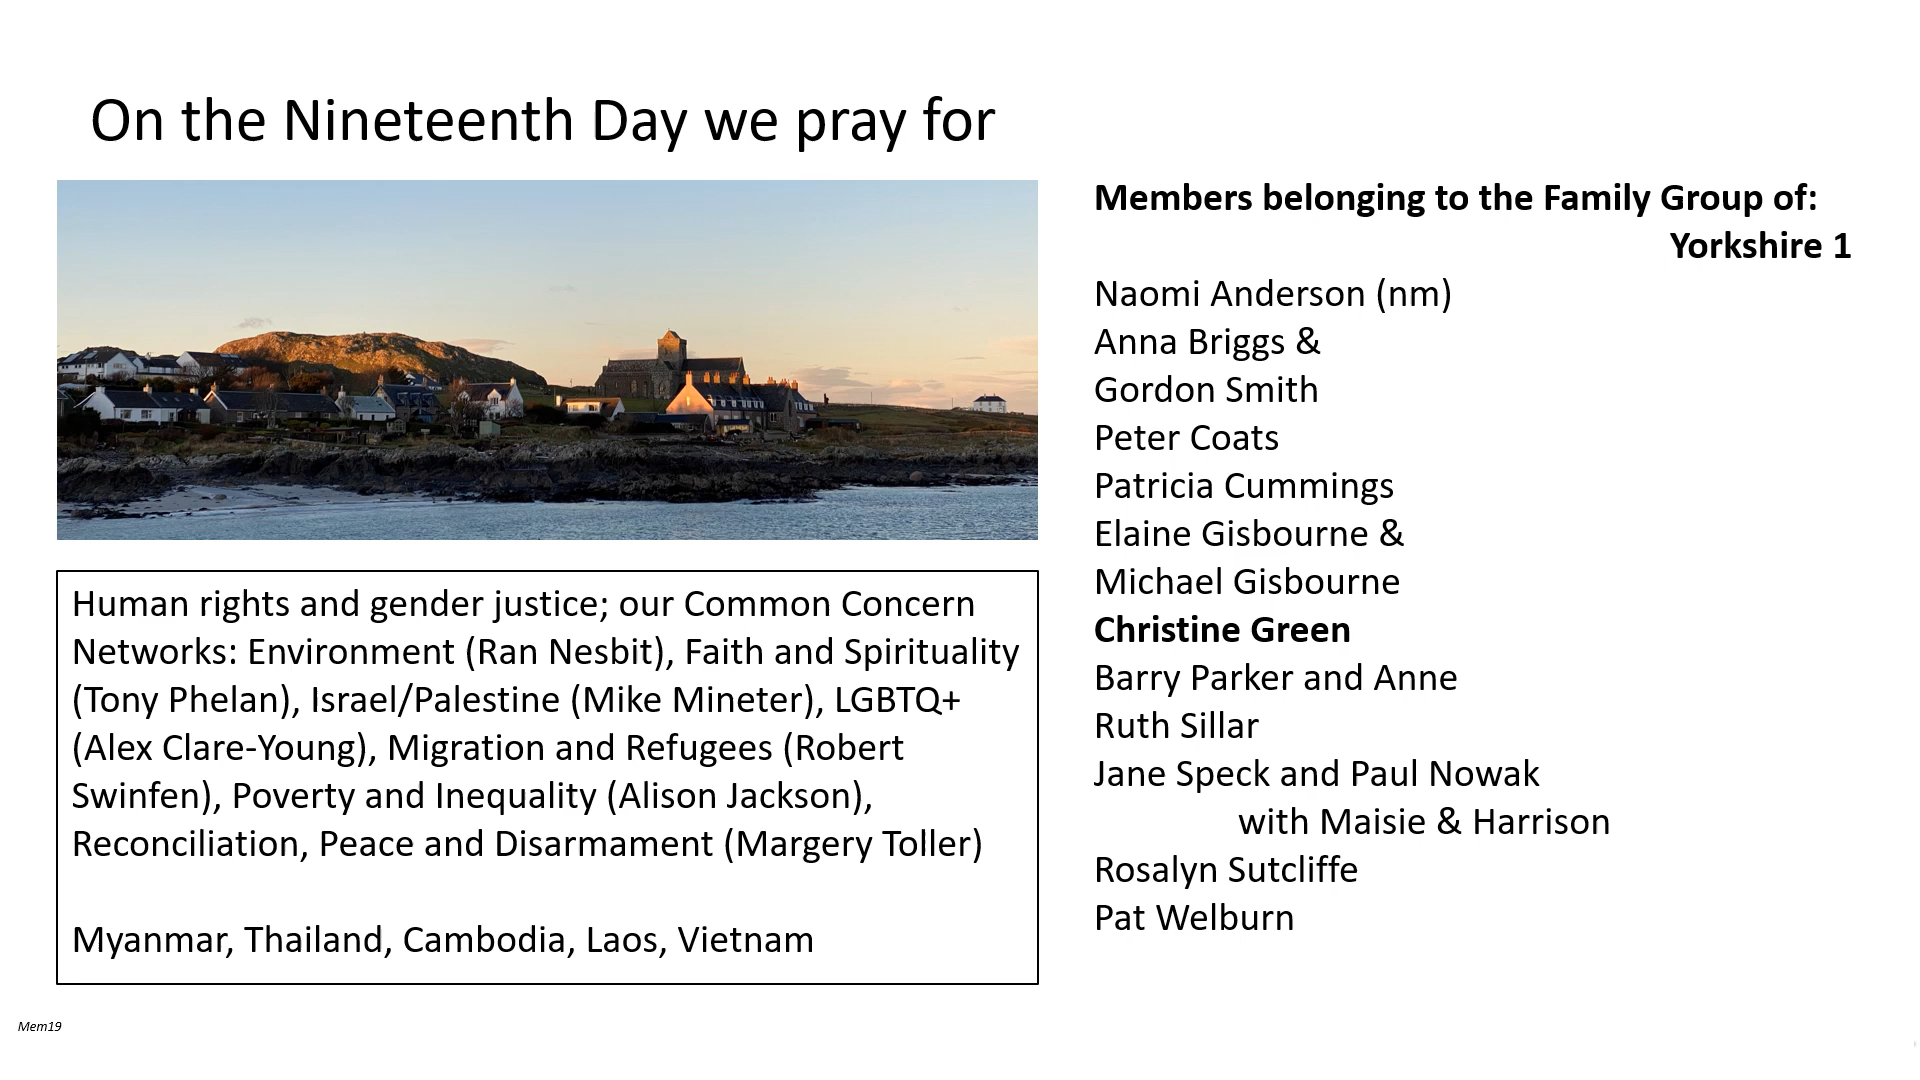 On the Nineteenth Day we pray for
Human rights and gender justice; our Common Concern
Networks: Environment (Ran Nesbit), Faith and Spirituality
(Tony Phelan), Israel/Palestine (Mike Mineter), LGBTQ+
(Alex Clare-Young), Migration and Refugees (Robert
Swinfen), Poverty and Inequality (Alison Jackson),
Reconciliation, Peace and Disarmament (Margery Toller)
Myanmar, Thailand, Cambodia, Laos, Vietnam
Members belonging to the Family Group of:
Yorkshire 1
Naomi Anderson (nm)
Anna Briggs &
Gordon Smith
Peter Coats
Patricia Cummings
Elaine Gisbourne &
Michael Gisbourne
Christine Green
Barry Parker and Anne
Ruth Sillar
Jane Speck and Paul Nowak
with Maisie & Harrison
Rosalyn Sutcliffe
Pat Welburn
Mem19